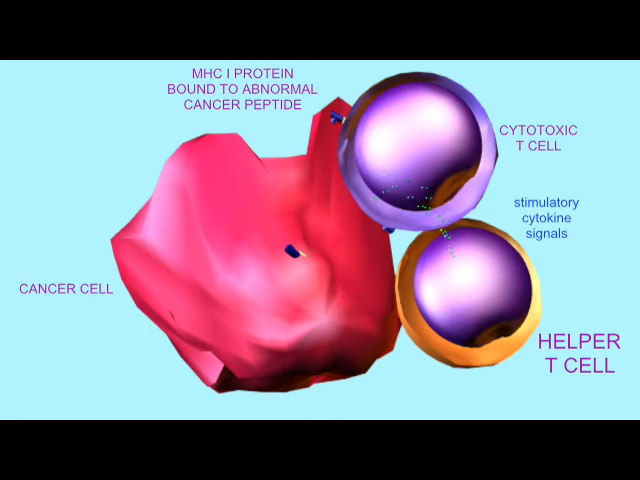 MHC I PROTEIN
BOUND TO ABNORMAL
CANCER PEPTIDE
CYTOTOXIC
T CELL
stimulatory
cytokine
signals
CANCER CELL
HELPER
T CELL